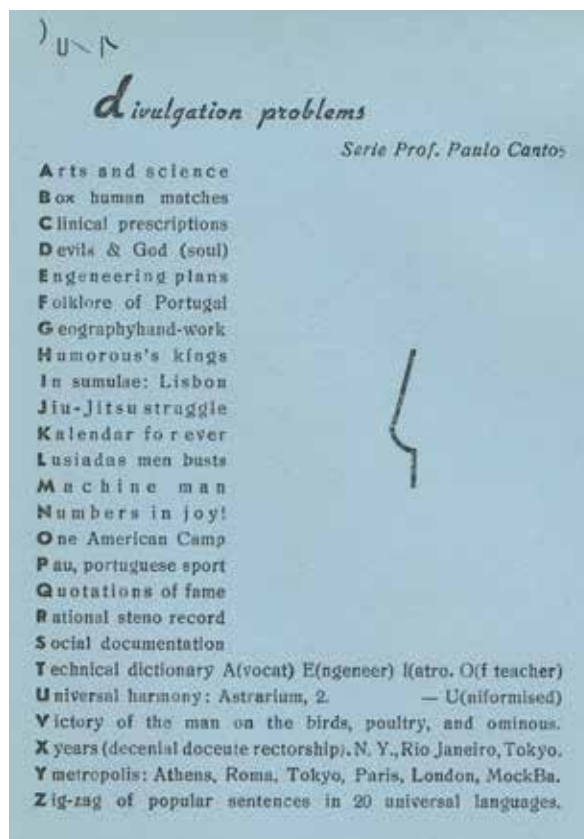 divulgation problems
Serie Prof. Paulo Cantos
Arts and science
Box human matches
Clinical prescriptions
Devils & God (soul)
Engeneering plans
Folklore of Portugal
Geographyhand-work
Humorous's kings
In sumulae: Lisbon
Jiu-Jitsu struggle
Kalendar for ever
Lusiadas men busts
Machine man
Numbers in joy!
One American Camp
Pau, portuguese sport
Quotations of fame
Rational steno record
Social documentation
Technical dictionary A(vocat) E(ngeneer) I(atro. O(f teacher)
Universal harmony: Astrarium, 2. — U(niformised)
Victory of the man on the birds, poultry, and ominous.
X years (decenial doceute rectorship). N. Y., Rio Janeiro, Tokyo.
Y metropolis: Athens, Roma, Tokyo, Paris, London, MockBa.
Zig-zag of popular sentences in 20 universal languages.